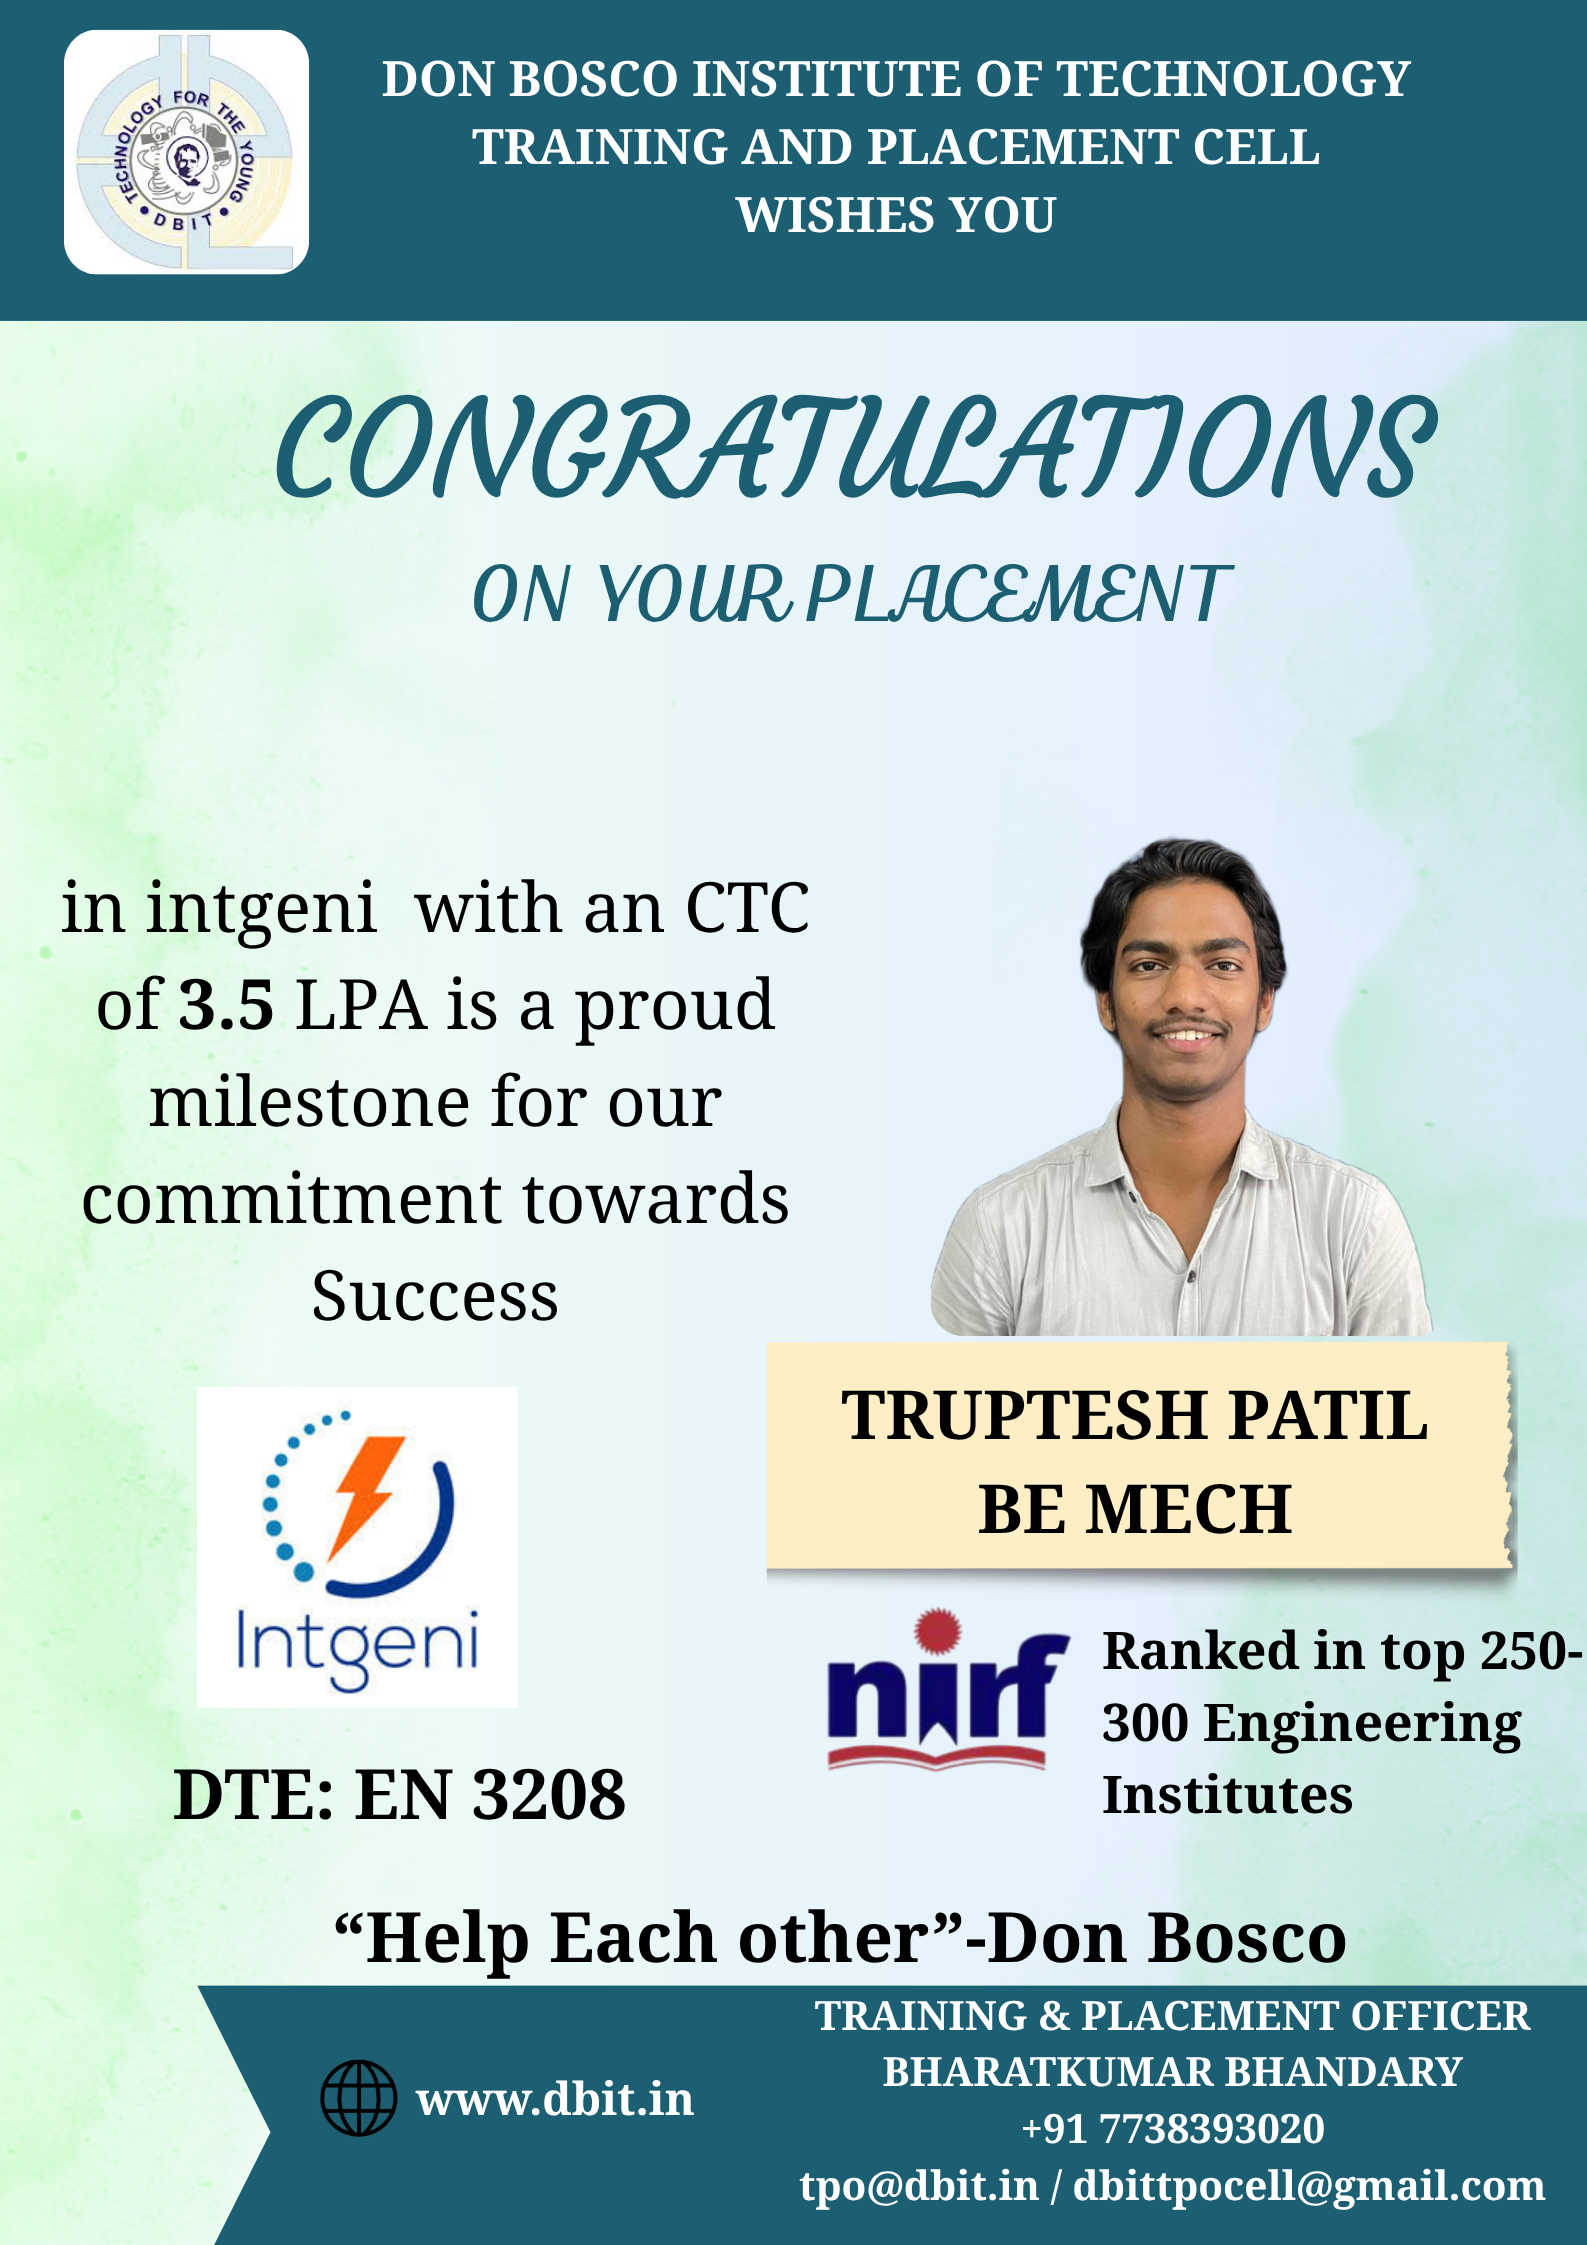 TECHNOLOGY FOR THE YOUNG
• DBIT •
DON BOSCO INSTITUTE OF TECHNOLOGY
TRAINING AND PLACEMENT CELL
WISHES YOU
CONGRATULATIONS
ON YOUR PLACEMENT
in intgeni with an CTC
of 3.5 LPA is a proud
milestone for our
commitment towards
Success
TRUPTESH PATIL
BE MECH
Intgeni
nirf
Ranked in top 250-
300 Engineering
Institutes
DTE: EN 3208
“Help Each other”-Don Bosco
www.dbit.in
TRAINING & PLACEMENT OFFICER
BHARATKUMAR BHANDARY
+91 7738393020
tpo@dbit.in / dbittpocell@gmail.com